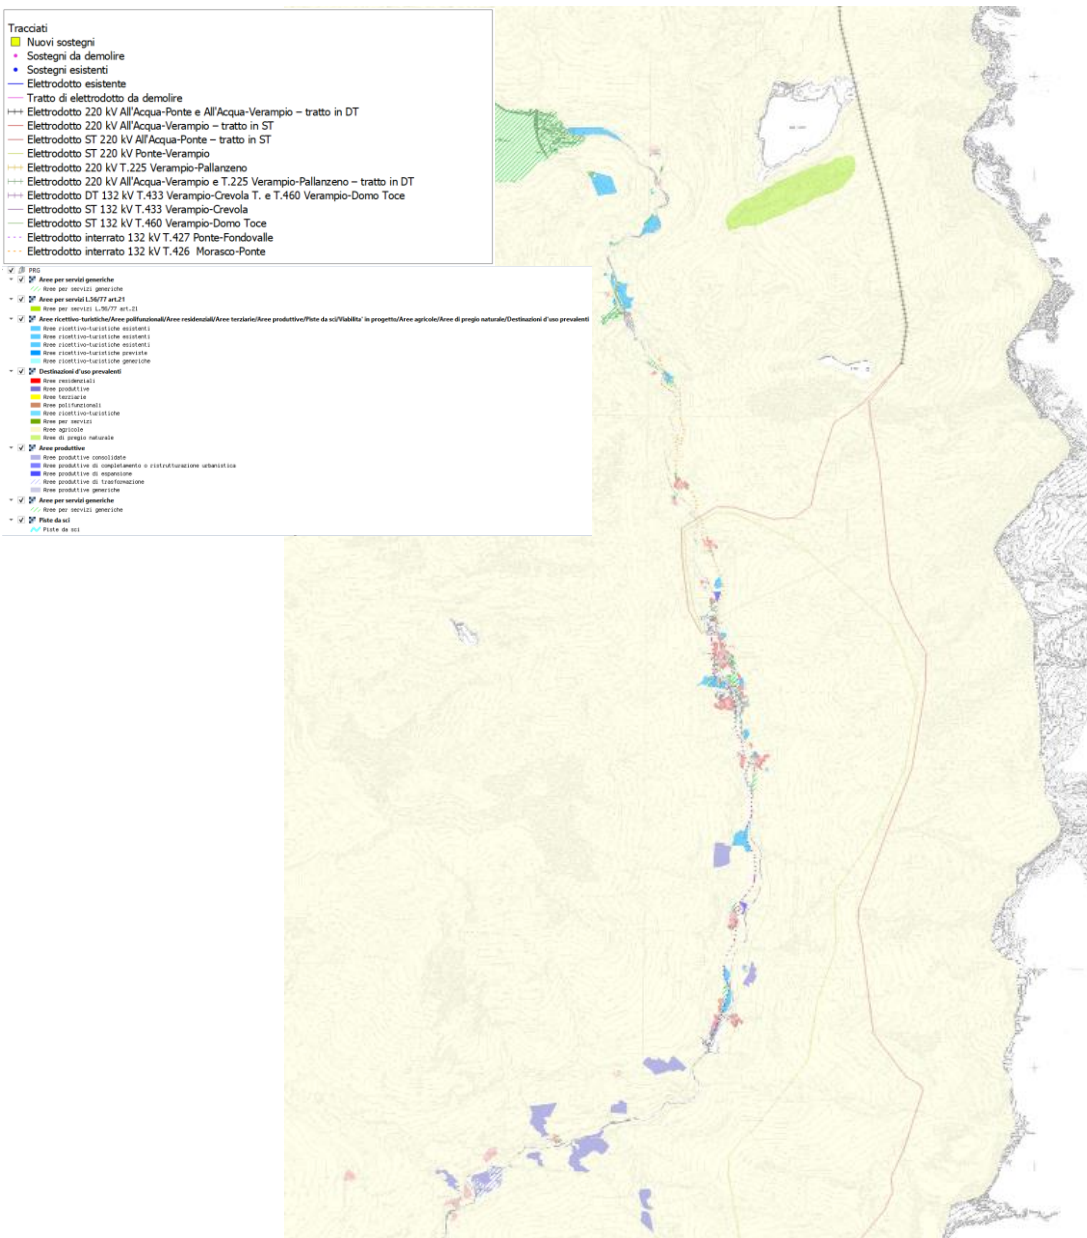 Tracciati
Nuovi sostegni
Sostegni da demolire
Sostegni esistenti
Elettrodotto esistente
Tratto di elettrodotto da demolire
Elettrodotto 220 kV All'Acqua-Ponte e All'Acqua-Verampio – tratto in DT
Elettrodotto 220 kV All'Acqua-Verampio – tratto in ST
Elettrodotto ST 220 kV All'Acqua-Ponte – tratto in ST
Elettrodotto ST 220 kV Ponte-Verampio
Elettrodotto 220 kV T.225 Verampio-Pallanzeno
Elettrodotto 220 kV All'Acqua-Verampio e T.225 Verampio-Pallanzeno – tratto in DT
Elettrodotto DT 132 kV T.433 Verampio-Crevola T. e T.460 Verampio-Domo Toce
Elettrodotto ST 132 kV T.433 Verampio-Crevola
Elettrodotto ST 132 kV T.460 Verampio-Domo Toce
Elettrodotto interrato 132 kV T.427 Ponte-Fondovalle
Elettrodotto interrato 132 kV T.426 Morasco-Ponte
PRG
Aree per servizi generiche
Aree per servizi generiche
Aree per servizi L.56/77 art.21
Aree per servizi L.56/77 art.21
Aree ricettivo-turistiche/Aree polifunzionali/Aree residenziali/Aree terziarie/Aree produttive/Piste da sci/Viabilita' in progetto/Aree agricole/Aree di pregio naturale/Destinazioni d'uso prevalenti
Aree ricettivo-turistiche esistenti
Aree ricettivo-turistiche esistenti
Aree ricettivo-turistiche esistenti
Aree ricettivo-turistiche previste
Aree ricettivo-turistiche generiche
Destinazioni d'uso prevalenti
Aree residenziali
Aree produttive
Aree terziarie
Aree polifunzionali
Aree ricettivo-turistiche
Aree per servizi
Aree agricole
Aree di pregio naturale
Aree produttive
Aree produttive consolidate
Aree produttive di completamento o ristrutturazione urbanistica
Aree produttive di espansione
Aree produttive di trasformazione
Aree produttive generiche
Aree per servizi generiche
Aree per servizi generiche
Piste da sci
Piste da sci